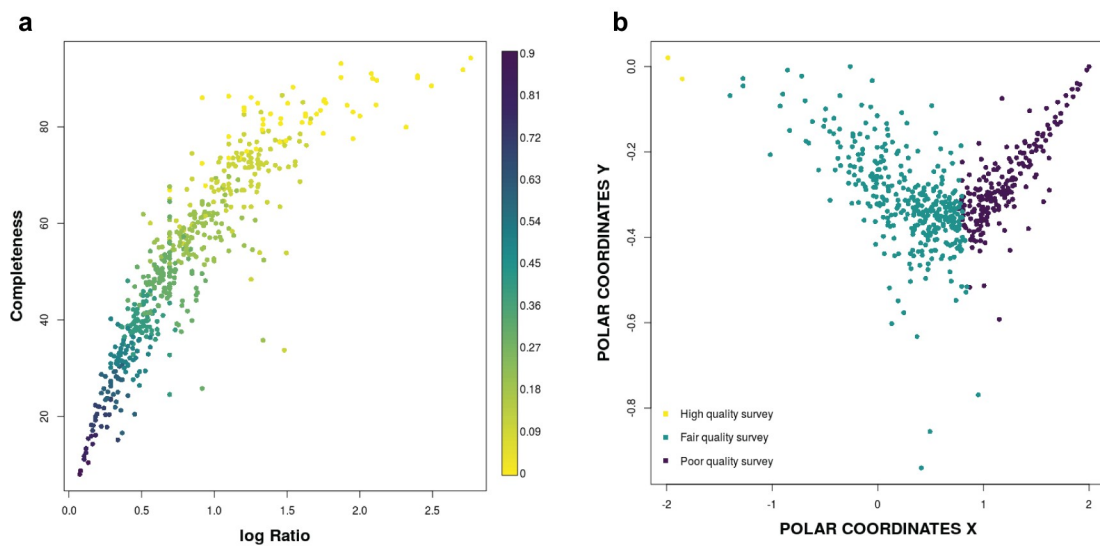 a
Completeness
80
60
40
20
0.0 0.5 1.0 1.5 2.0 2.5
log Ratio
0.9
0.81
0.72
0.63
0.54
0.45
0.36
0.27
0.18
0.09
0
b
POLAR COORDINATES Y
0.0
-0.2
-0.4
-0.6
-0.8
High quality survey
Fair quality survey
Poor quality survey
-2 -1 0 1 2
POLAR COORDINATES X